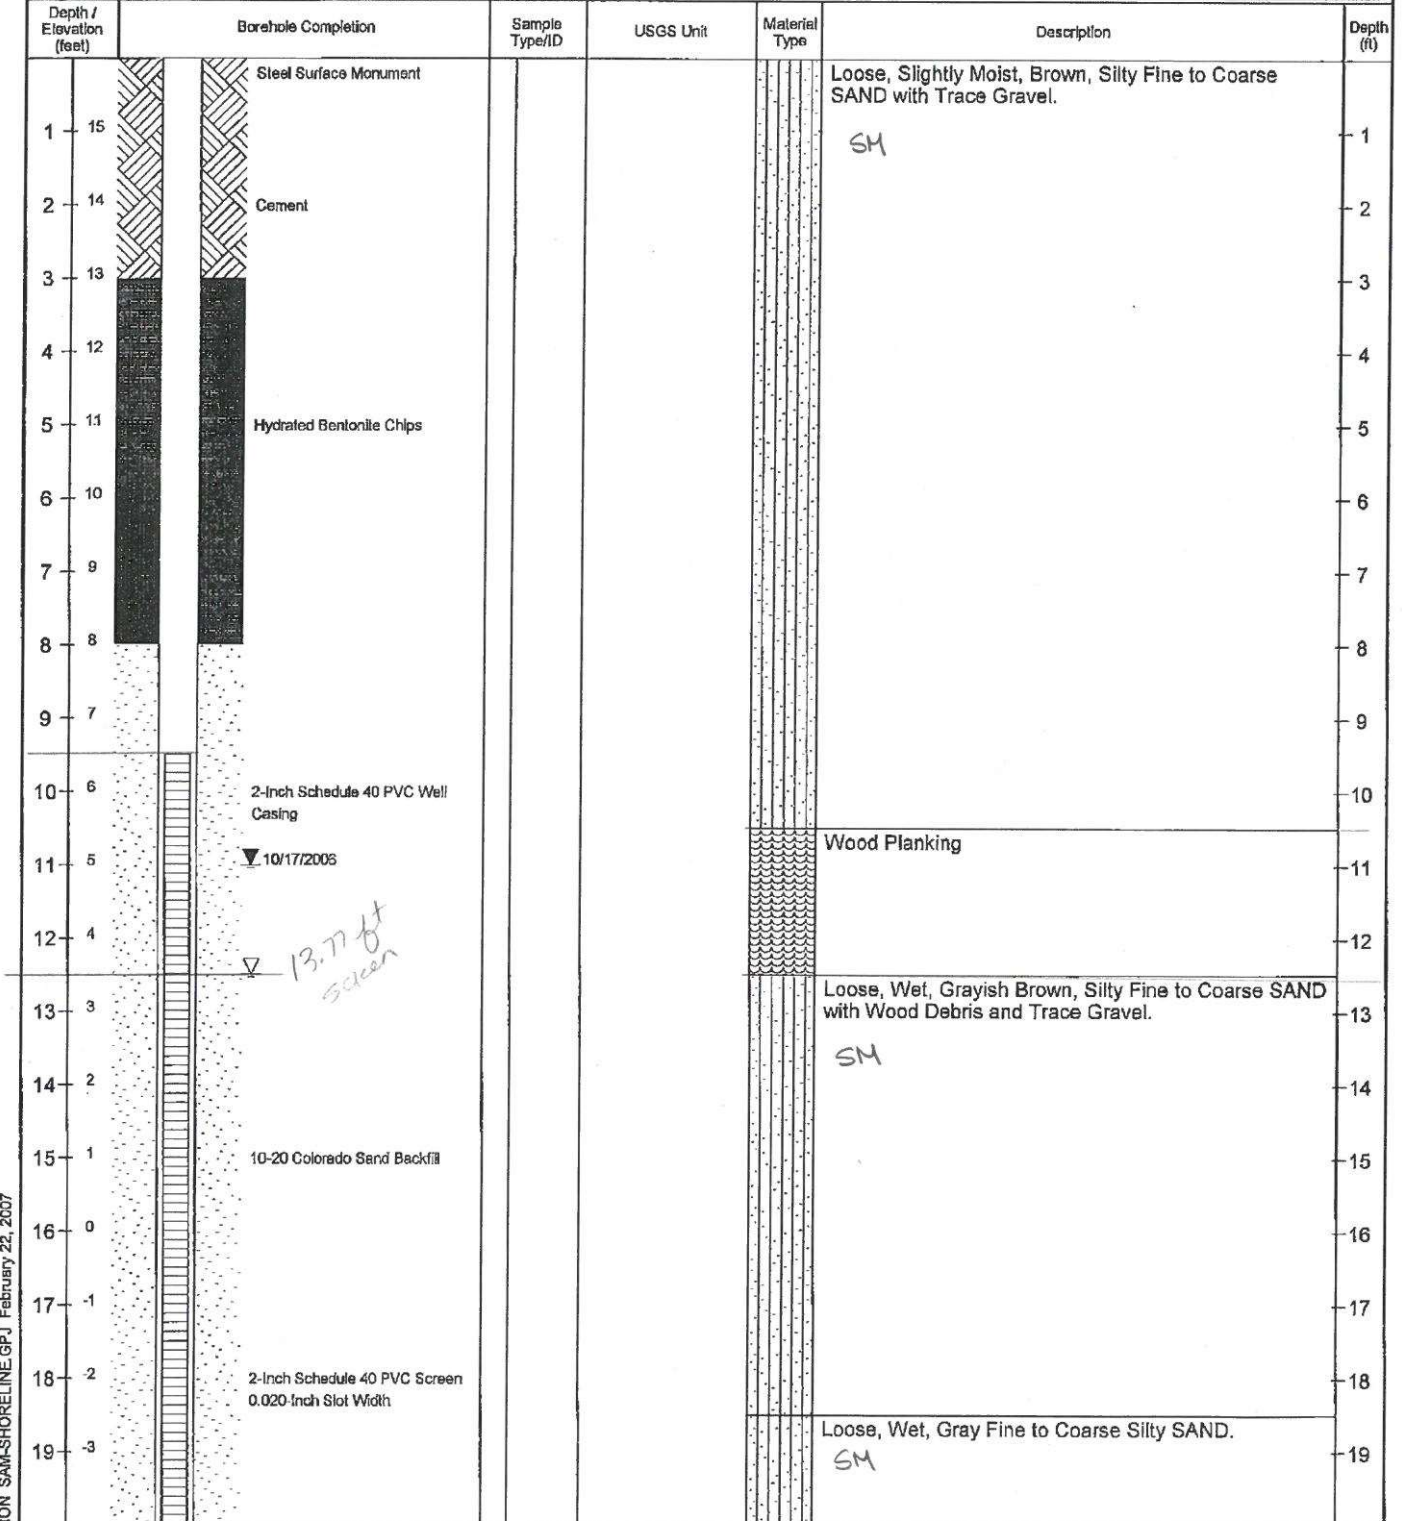 Depth / Elevation (feet) Borehole Completion Sample Type/ID USGS Unit Material Type Description Depth (ft)
Steel Surface Monument
Loose, Slightly Moist, Brown, Silty Fine to Coarse
SAND with Trace Gravel.
1 15 1
SM
2 14 Cement 2
3 13 3
4 12 4
5 11 Hydrated Bentonite Chips 5
6 10 6
7 9 7
8 8 8
9 7 9
10 6 2-Inch Schedule 40 PVC Well 10
Casing
Wood Planking
11 5 10/17/2006 11
12 4 12
13.77 ft
screen
Loose, Wet, Grayish Brown, Silty Fine to Coarse SAND
with Wood Debris and Trace Gravel.
13 3 13
SM
14 2 14
15 1 10-20 Colorado Sand Backfill 15
16 0 16
17 -1 17
18 -2 2-Inch Schedule 40 PVC Screen 18
0.020-Inch Slot Width
Loose, Wet, Gray Fine to Coarse Silty SAND.
19 -3 19
SM
SAM-SHORELINE.GPJ February 22, 2007